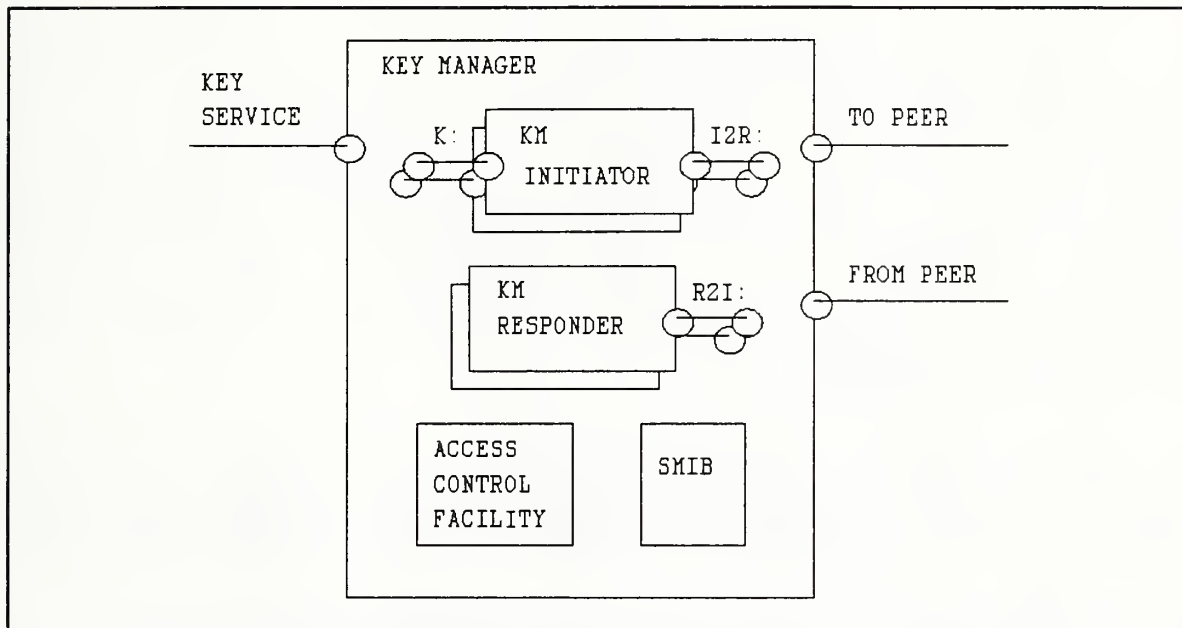 KEY MANAGER
KEY
SERVICE
K:
KM
INITIATOR
I2R:
TO PEER
KM
RESPONDER
R2I:
FROM PEER
ACCESS
CONTROL
FACILITY
SMIB